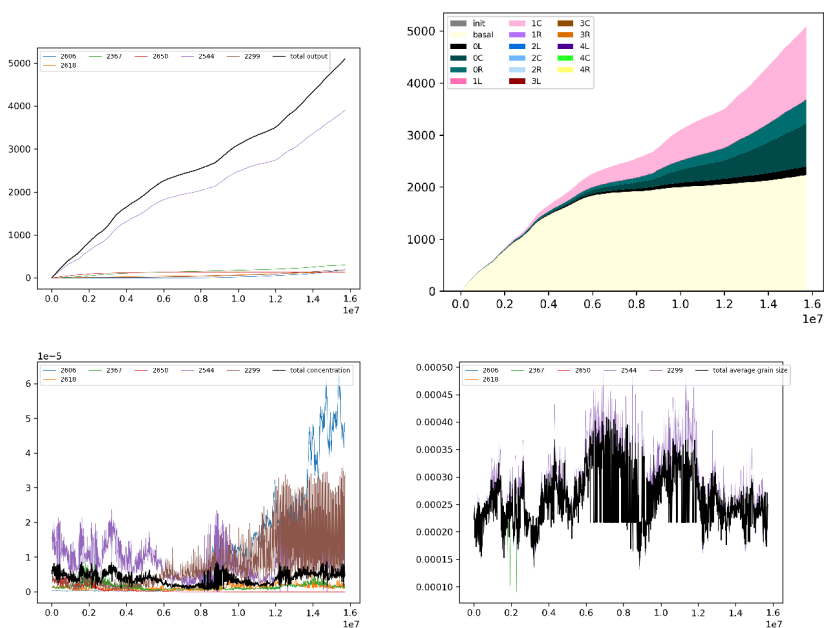 2606 2367 2650 2544 2299 total output
2618
5000
4000
3000
2000
1000
0
0.0 0.2 0.4 0.6 0.8 1.0 1.2 1.4 1.6
1e7
init 1C 3C
basal 1R 3R
0L 2L 4L
0C 2C 4C
0R 2R 4R
1L 3L
5000
4000
3000
2000
1000
0
0.0 0.2 0.4 0.6 0.8 1.0 1.2 1.4 1.6
1e7
1e−5
2606 2367 2650 2544 2299 total concentration
2618
6
5
4
3
2
1
0
0.0 0.2 0.4 0.6 0.8 1.0 1.2 1.4 1.6
1e7
0.00050
2606 2367 2650 2544 2299 total average grain size
2618
0.00045
0.00040
0.00035
0.00030
0.00025
0.00020
0.00015
0.00010
0.0 0.2 0.4 0.6 0.8 1.0 1.2 1.4 1.6
1e7